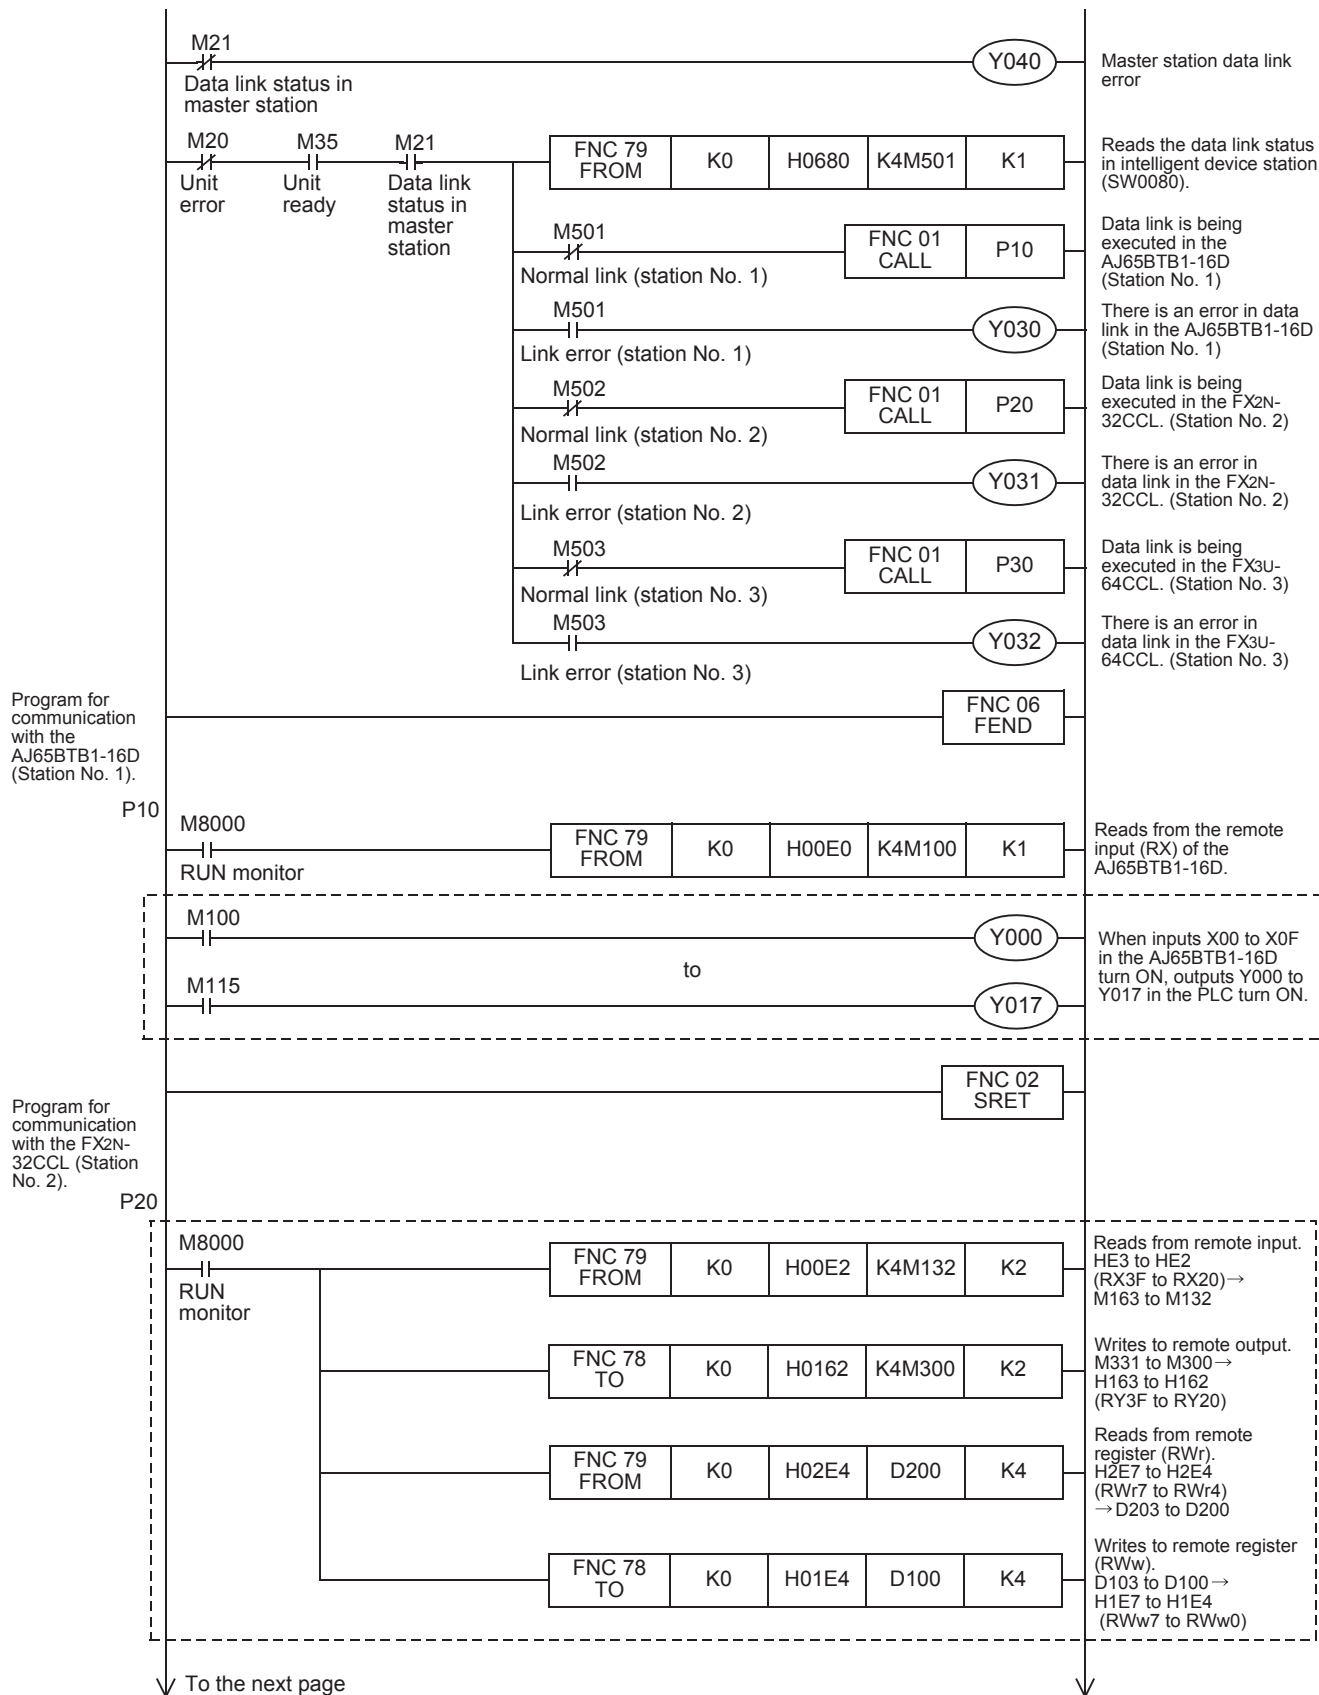 M21
Y040
Data link status in
master station
Master station data link
error
M20
M35
M21
Unit
error
Unit
ready
Data link
status in
master
station
FNC 79
FROM
K0
H0680
K4M501
K1
Reads the data link status
in intelligent device station
(SW0080).
M501
FNC 01
CALL
P10
Normal link (station No. 1)
Data link is being
executed in the
AJ65BTB1-16D
(Station No. 1)
M501
Y030
Link error (station No. 1)
There is an error in data
link in the AJ65BTB1-16D
(Station No. 1)
M502
FNC 01
CALL
P20
Normal link (station No. 2)
Data link is being
executed in the FX2N-
32CCL. (Station No. 2)
M502
Y031
Link error (station No. 2)
There is an error in
data link in the FX2N-
32CCL. (Station No. 2)
M503
FNC 01
CALL
P30
Normal link (station No. 3)
Data link is being
executed in the FX3U-
64CCL. (Station No. 3)
M503
Y032
Link error (station No. 3)
There is an error in
data link in the FX3U-
64CCL. (Station No. 3)
Program for
communication
with the
AJ65BTB1-16D
(Station No. 1).
FNC 06
FEND
P10
M8000
RUN monitor
FNC 79
FROM
K0
H00E0
K4M100
K1
Reads from the remote
input (RX) of the
AJ65BTB1-16D.
M100
Y000
to
M115
Y017
When inputs X00 to X0F
in the AJ65BTB1-16D
turn ON, outputs Y000 to
Y017 in the PLC turn ON.
FNC 02
SRET
Program for
communication
with the FX2N-
32CCL (Station
No. 2).
P20
M8000
RUN
monitor
FNC 79
FROM
K0
H00E2
K4M132
K2
Reads from remote input.
HE3 to HE2
(RX3F to RX20)→
M163 to M132
FNC 78
TO
K0
H0162
K4M300
K2
Writes to remote output.
M331 to M300→
H163 to H162
(RY3F to RY20)
FNC 79
FROM
K0
H02E4
D200
K4
Reads from remote
register (RWr).
H2E7 to H2E4
(RWr7 to RWr4)
→D203 to D200
FNC 78
TO
K0
H01E4
D100
K4
Writes to remote register
(RWw).
D103 to D100→
H1E7 to H1E4
(RWw7 to RWw0)
To the next page